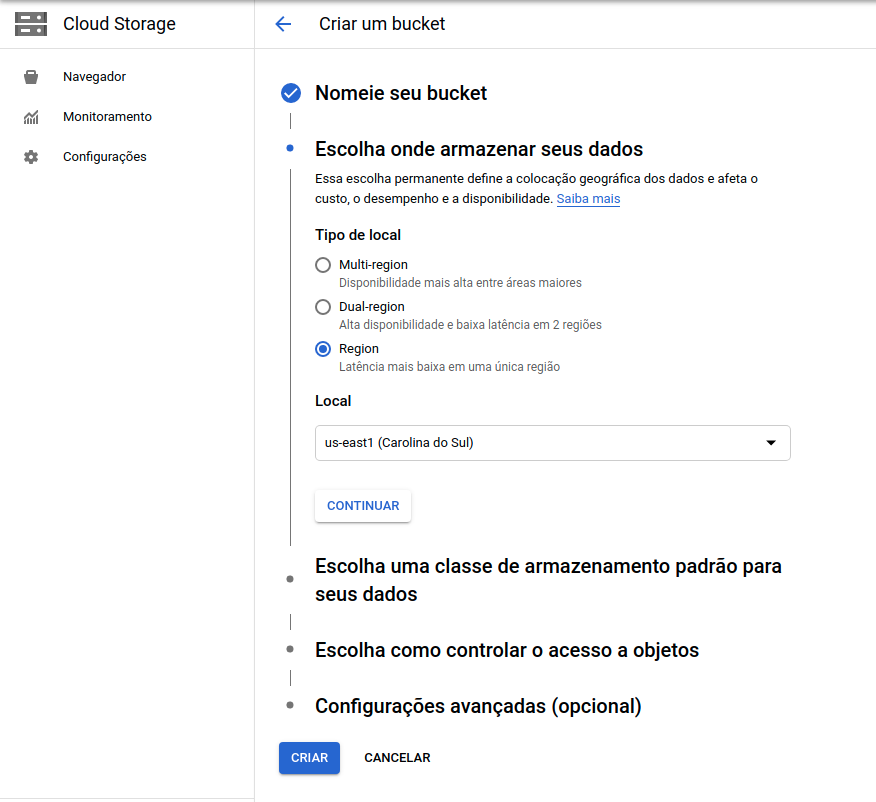 Cloud Storage
Criar um bucket
Navegador
Monitoramento
Configurações
Nomeie seu bucket
Escolha onde armazenar seus dados
Essa escolha permanente define a colocação geográfica dos dados e afeta o
custo, o desempenho e a disponibilidade. Saiba mais
Tipo de local
Multi-region
Disponibilidade mais alta entre áreas maiores
Dual-region
Alta disponibilidade e baixa latência em 2 regiões
Region
Latência mais baixa em uma única região
Local
us-east1 (Carolina do Sul)
CONTINUAR
Escolha uma classe de armazenamento padrão para
seus dados
Escolha como controlar o acesso a objetos
Configurações avançadas (opcional)
CRIAR
CANCELAR